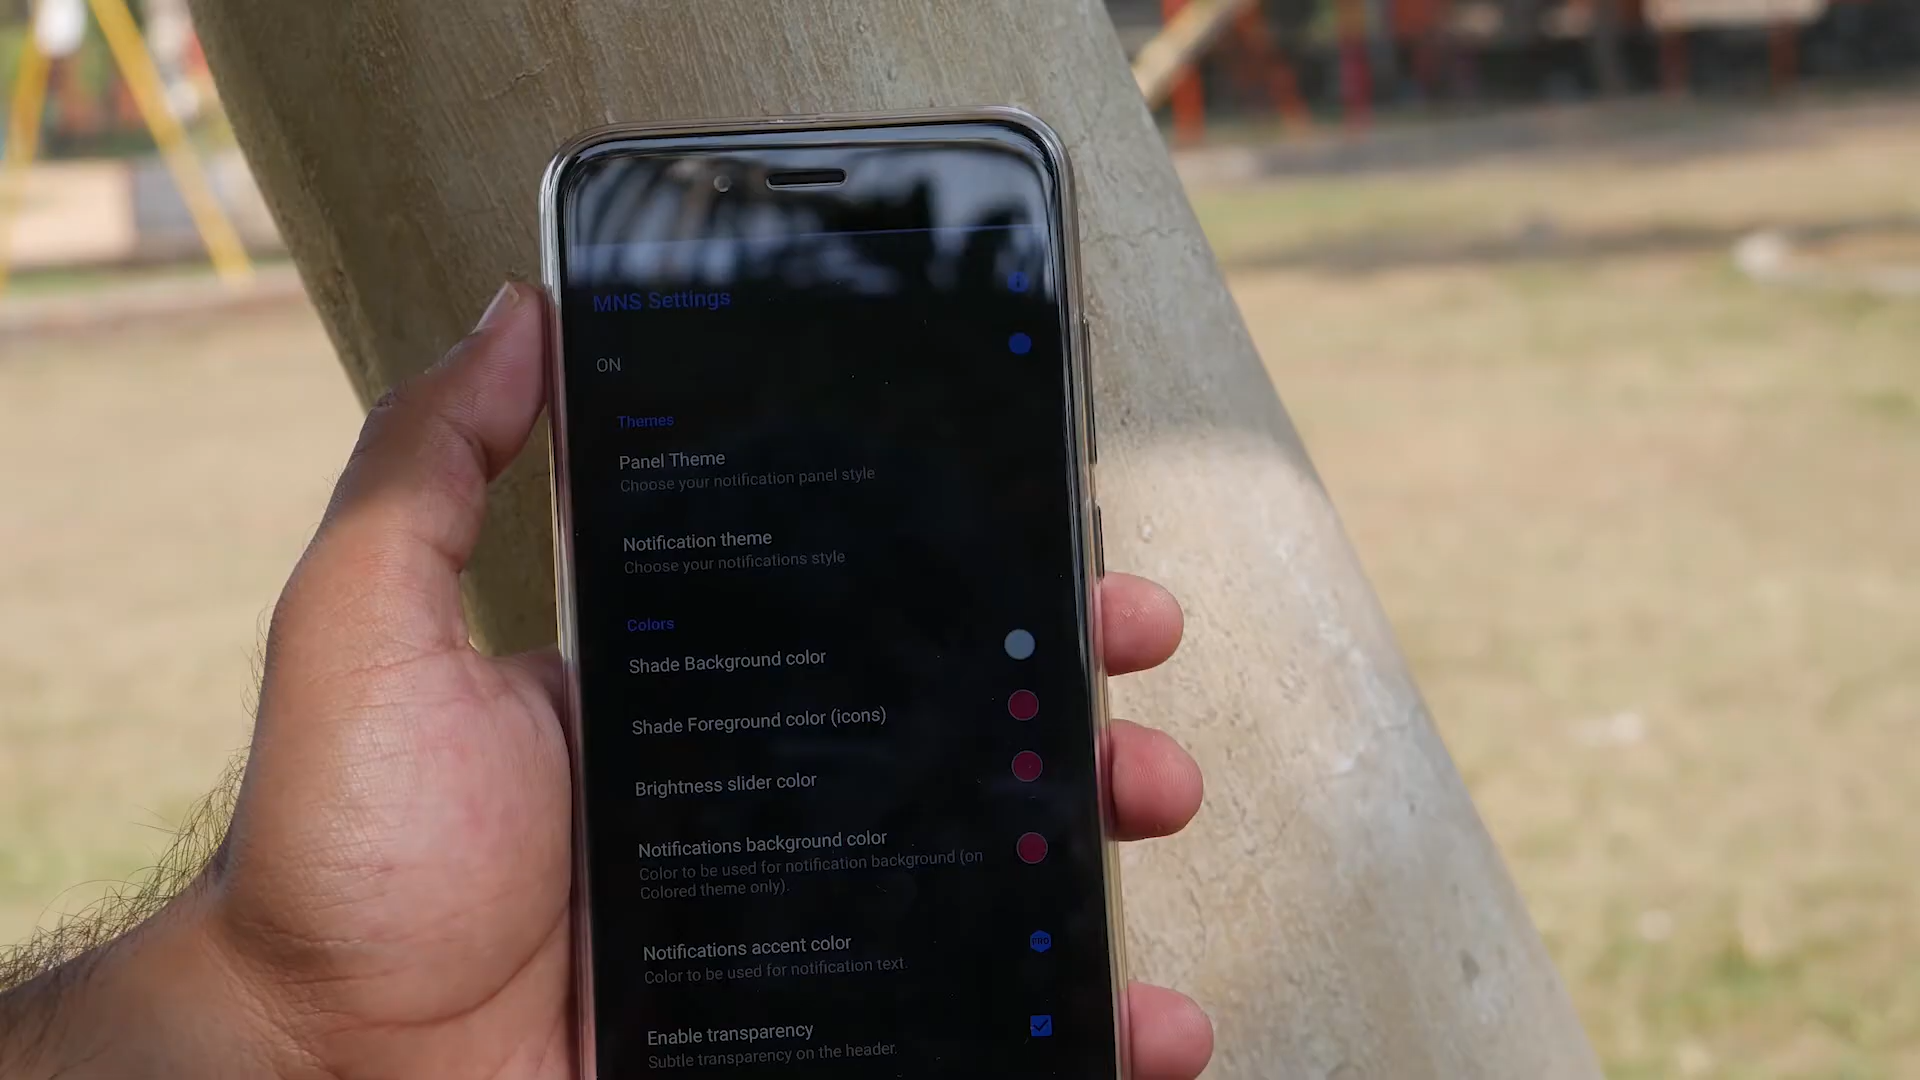 MNS Settings
ON
Themes
Panel Theme
Choose your notification panel style
Notification theme
Choose your notifications style
Colors
Shade Background color
Shade Foreground color (icons)
Brightness slider color
Notifications background color
Color to be used for notification background (on
Colored theme only).
Notifications accent color
PRO
Color to be used for notification text.
Enable transparency
Subtle transparency on the header.